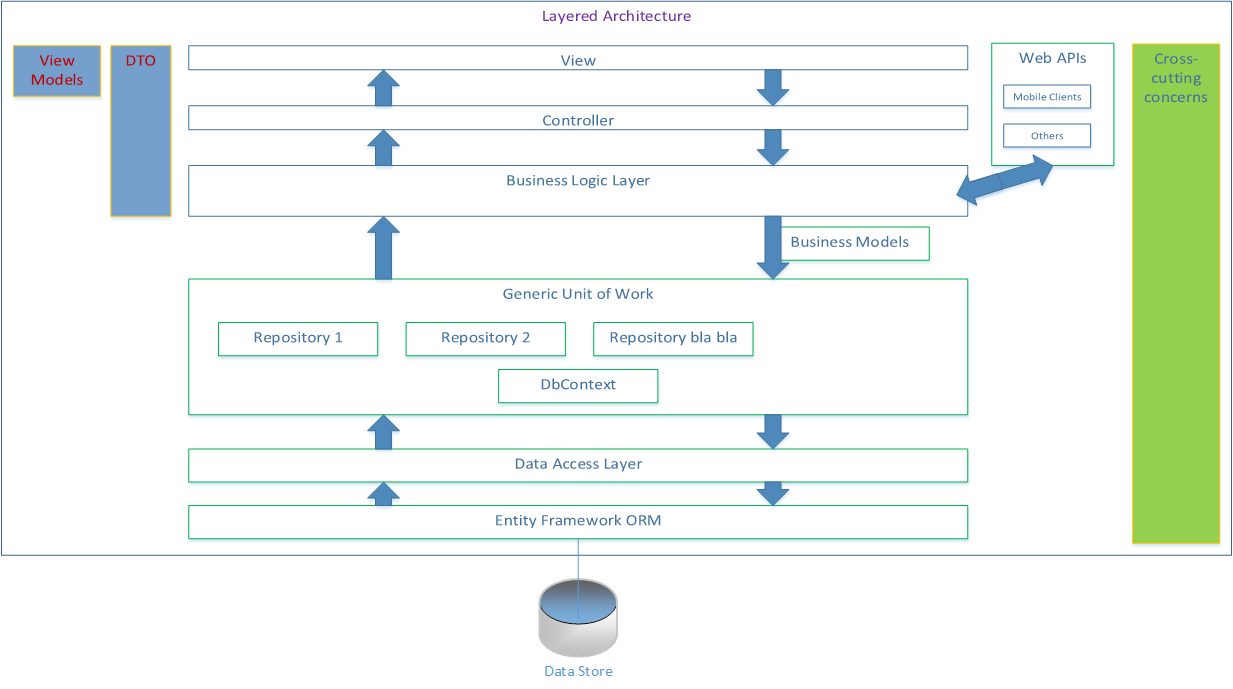 Layered Architecture
View
Models
DTO
View
Web APIs
Cross-
cutting
concerns
Mobile Clients
Controller
Others
Business Logic Layer
Business Models
Generic Unit of Work
Repository 1
Repository 2
Repository bla bla
DbContext
Data Access Layer
Entity Framework ORM
Data Store